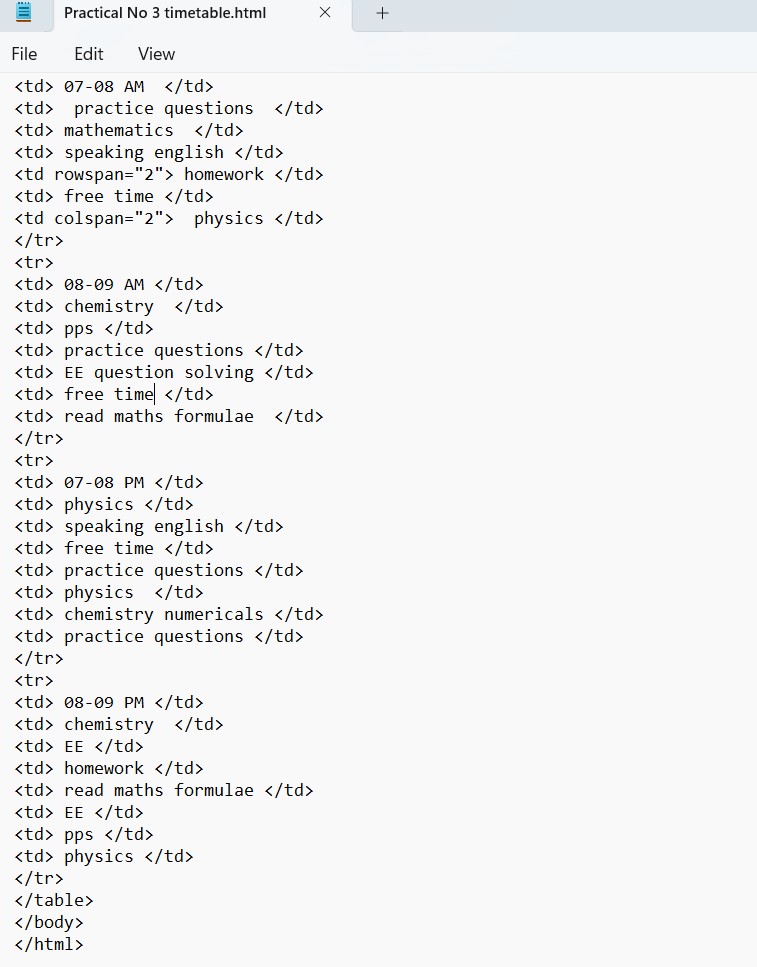 Practical No 3 timetable.html
File Edit View
<td> 07-08 AM  </td>
<td>  practice questions  </td>
<td> mathematics  </td>
<td> speaking english </td>
<td rowspan="2"> homework </td>
<td> free time </td>
<td colspan="2">  physics </td>
</tr>
<tr>
<td> 08-09 AM </td>
<td> chemistry  </td>
<td> pps </td>
<td> practice questions </td>
<td> EE question solving </td>
<td> free time </td>
<td> read maths formulae  </td>
</tr>
<tr>
<td> 07-08 PM </td>
<td> physics </td>
<td> speaking english </td>
<td> free time </td>
<td> practice questions </td>
<td> physics  </td>
<td> chemistry numericals </td>
<td> practice questions </td>
</tr>
<tr>
<td> 08-09 PM </td>
<td> chemistry  </td>
<td> EE </td>
<td> homework </td>
<td> read maths formulae </td>
<td> EE </td>
<td> pps </td>
<td> physics </td>
</tr>
</table>
</body>
</html>